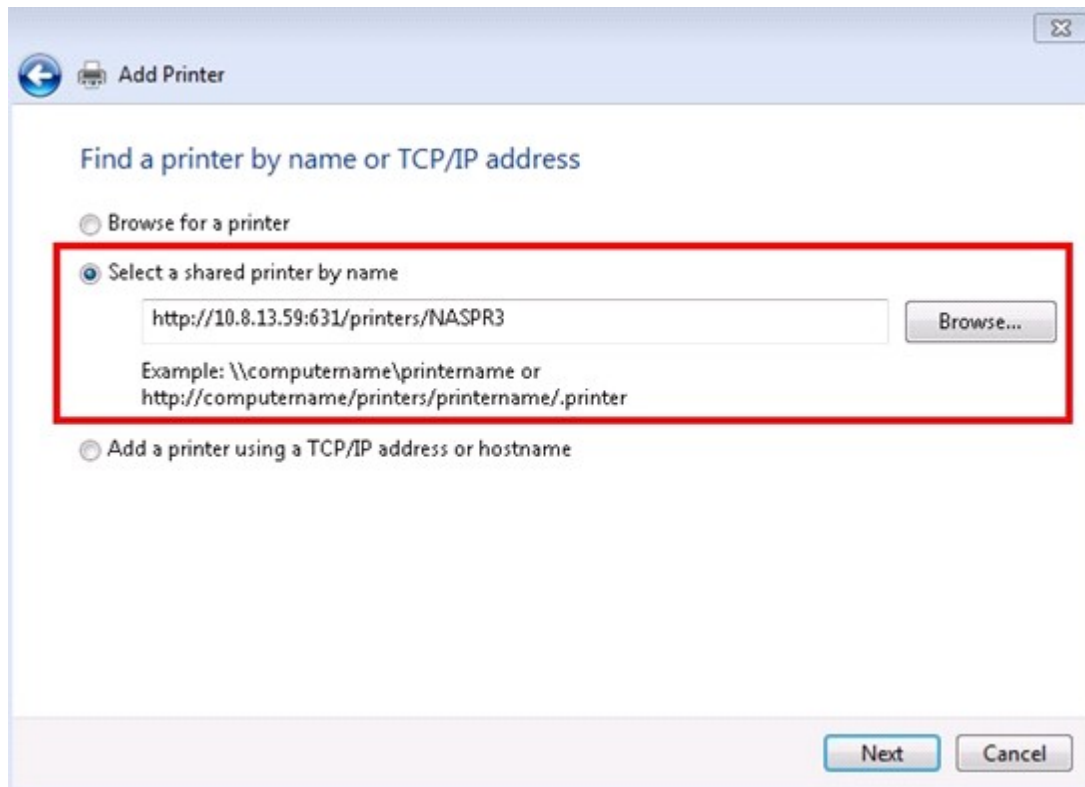 Add Printer
Find a printer by name or TCP/IP address
Browse for a printer
Select a shared printer by name
http://10.8.13.59:631/printers/NASPR3
Browse...
Example: \\computername\printername or
http://computername/printers/printername/.printer
Add a printer using a TCP/IP address or hostname
Next
Cancel